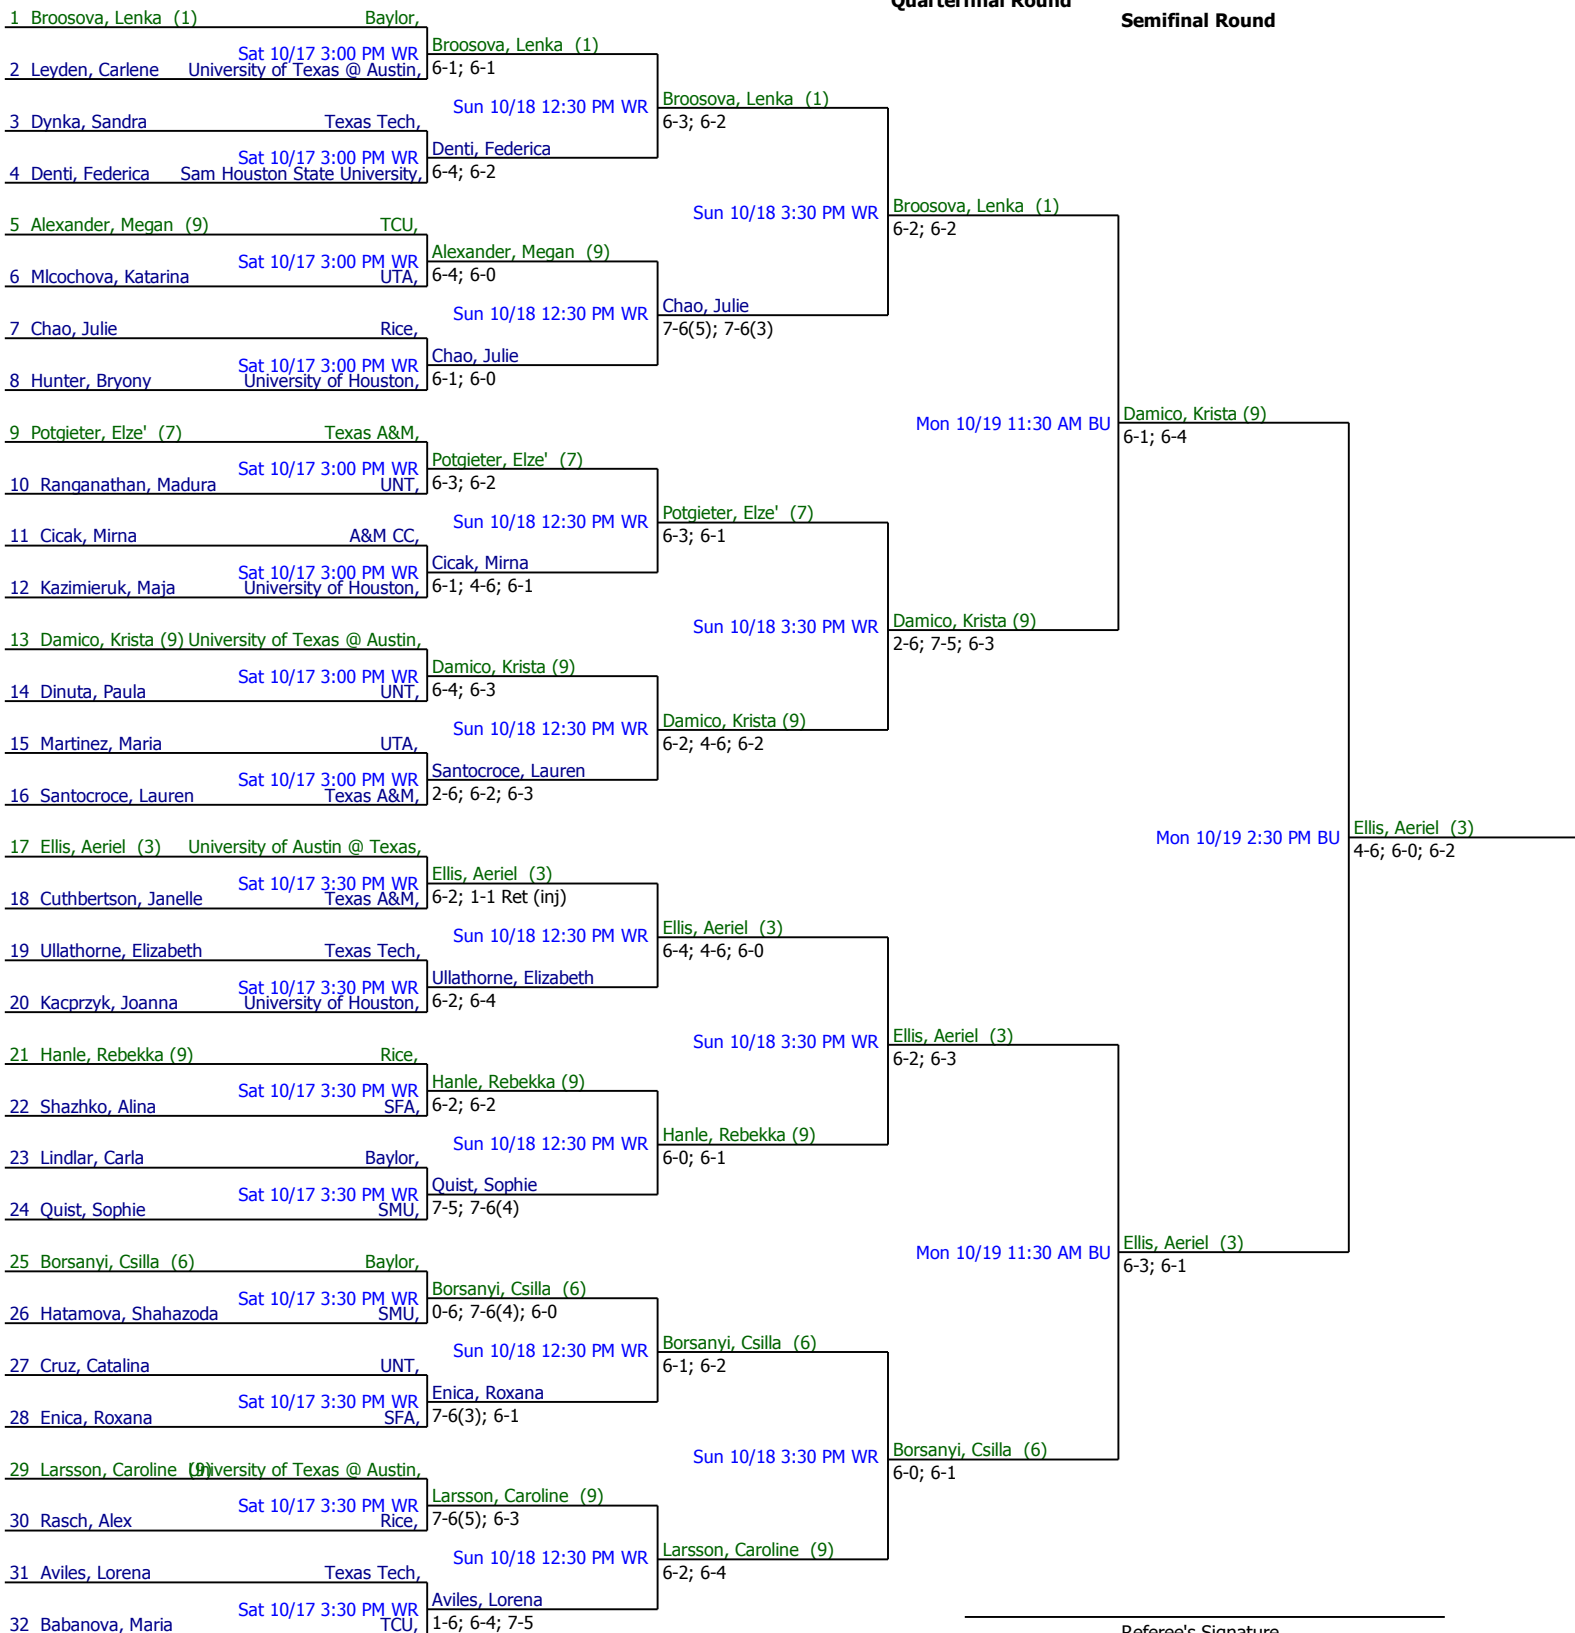 Quarterfinal Round
Semifinal Round
1 Broosova, Lenka (1) Baylor,
Sat 10/17 3:00 PM WR
2 Leyden, Carlene University of Texas @ Austin,
Broosova, Lenka (1)
6-1; 6-1
Sun 10/18 12:30 PM WR
3 Dynka, Sandra Texas Tech,
Sat 10/17 3:00 PM WR
4 Denti, Federica Sam Houston State University,
Denti, Federica
6-4; 6-2
Broosova, Lenka (1)
6-3; 6-2
Sun 10/18 3:30 PM WR
5 Alexander, Megan (9) TCU,
Sat 10/17 3:00 PM WR
6 Mlcochova, Katarina UTA,
Alexander, Megan (9)
6-4; 6-0
Sun 10/18 12:30 PM WR
7 Chao, Julie Rice,
Sat 10/17 3:00 PM WR
8 Hunter, Bryony University of Houston,
Chao, Julie
6-1; 6-0
Chao, Julie
7-6(5); 7-6(3)
Broosova, Lenka (1)
6-2; 6-2
Mon 10/19 11:30 AM BU
9 Potgieter, Elze' (7) Texas A&M,
Sat 10/17 3:00 PM WR
10 Ranganathan, Madura UNT,
Potgieter, Elze' (7)
6-3; 6-2
Sun 10/18 12:30 PM WR
11 Cicak, Mirna A&M CC,
Sat 10/17 3:00 PM WR
12 Kazimieruk, Maja University of Houston,
Cicak, Mirna
6-1; 4-6; 6-1
Potgieter, Elze' (7)
6-3; 6-1
Sun 10/18 3:30 PM WR
13 Damico, Krista (9) University of Texas @ Austin,
Sat 10/17 3:00 PM WR
14 Dinuta, Paula UNT,
Damico, Krista (9)
6-4; 6-3
Sun 10/18 12:30 PM WR
15 Martinez, Maria UTA,
Sat 10/17 3:00 PM WR
16 Santocroce, Lauren Texas A&M,
Santocroce, Lauren
2-6; 6-2; 6-3
Damico, Krista (9)
6-2; 4-6; 6-2
Damico, Krista (9)
2-6; 7-5; 6-3
Damico, Krista (9)
6-1; 6-4
Mon 10/19 2:30 PM BU
17 Ellis, Aeriel (3) University of Austin @ Texas,
Sat 10/17 3:30 PM WR
18 Cuthbertson, Janelle Texas A&M,
Ellis, Aeriel (3)
6-2; 1-1 Ret (inj)
Sun 10/18 12:30 PM WR
19 Ullathorne, Elizabeth Texas Tech,
Sat 10/17 3:30 PM WR
20 Kacprzyk, Joanna University of Houston,
Ullathorne, Elizabeth
6-2; 6-4
Ellis, Aeriel (3)
6-4; 4-6; 6-0
Sun 10/18 3:30 PM WR
21 Hanle, Rebekka (9) Rice,
Sat 10/17 3:30 PM WR
22 Shazhko, Alina SFA,
Hanle, Rebekka (9)
6-2; 6-2
Sun 10/18 12:30 PM WR
23 Lindlar, Carla Baylor,
Sat 10/17 3:30 PM WR
24 Quist, Sophie SMU,
Quist, Sophie
7-5; 7-6(4)
Hanle, Rebekka (9)
6-0; 6-1
Ellis, Aeriel (3)
6-2; 6-3
Mon 10/19 11:30 AM BU
25 Borsanyi, Csilla (6) Baylor,
Sat 10/17 3:30 PM WR
26 Hatamova, Shahazoda SMU,
Borsanyi, Csilla (6)
0-6; 7-6(4); 6-0
Sun 10/18 12:30 PM WR
27 Cruz, Catalina UNT,
Sat 10/17 3:30 PM WR
28 Enica, Roxana SFA,
Enica, Roxana
7-6(3); 6-1
Borsanyi, Csilla (6)
6-1; 6-2
Sun 10/18 3:30 PM WR
29 Larsson, Caroline (9) University of Texas @ Austin,
Sat 10/17 3:30 PM WR
30 Rasch, Alex Rice,
Larsson, Caroline (9)
7-6(5); 6-3
Sun 10/18 12:30 PM WR
31 Aviles, Lorena Texas Tech,
Sat 10/17 3:30 PM WR
32 Babanova, Maria TCU,
Aviles, Lorena
1-6; 6-4; 7-5
Larsson, Caroline (9)
6-2; 6-4
Borsanyi, Csilla (6)
6-0; 6-1
Ellis, Aeriel (3)
6-3; 6-1
Ellis, Aeriel (3)
4-6; 6-0; 6-2
Referee's Signature